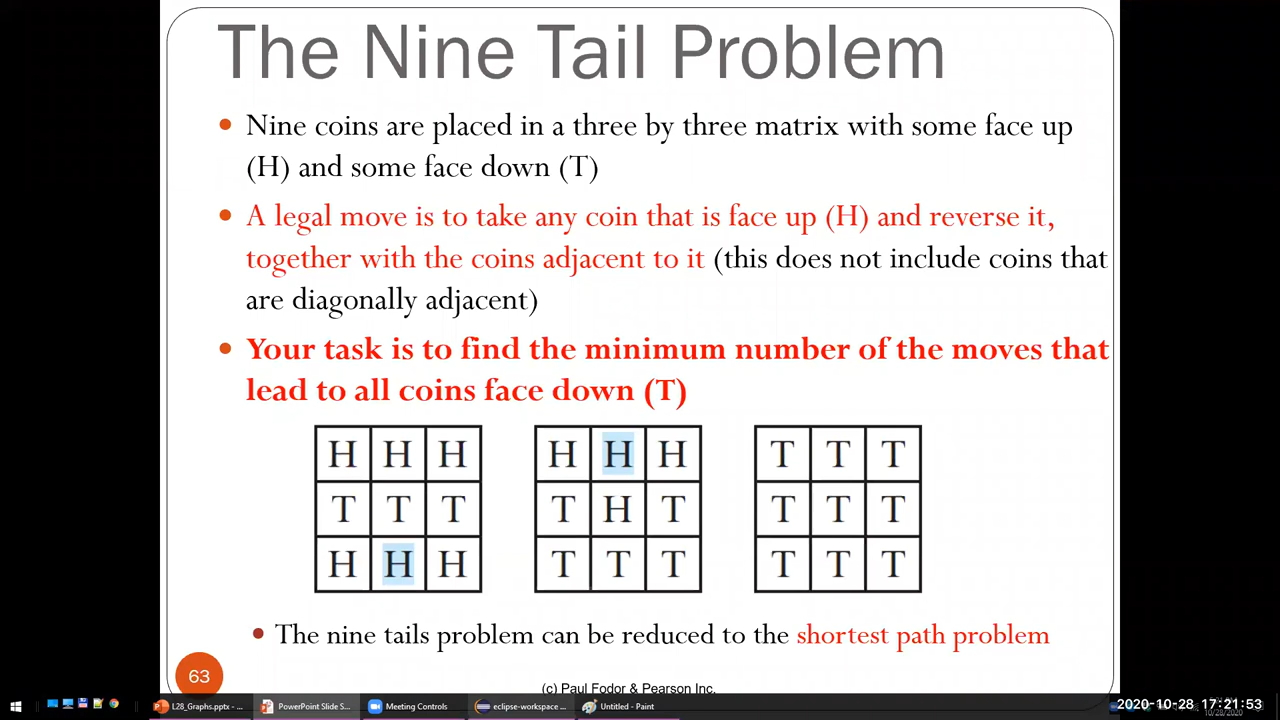 The Nine Tail Problem
• Nine coins are placed in a three by three matrix with some face up
(H) and some face down (T)
• A legal move is to take any coin that is face up (H) and reverse it,
together with the coins adjacent to it (this does not include coins that
are diagonally adjacent)
• Your task is to find the minimum number of the moves that
lead to all coins face down (T)
H H H H H H T T T
T T T T H T T T T
H H H T T T T T T
• The nine tails problem can be reduced to the shortest path problem
63
(c) Paul Fodor & Pearson Inc.
L28_Graphs.pptx - ... PowerPoint Slide S... Meeting Controls eclipse-workspace ... Untitled - Paint
2020-10-28 17:21:53
10/28/2020